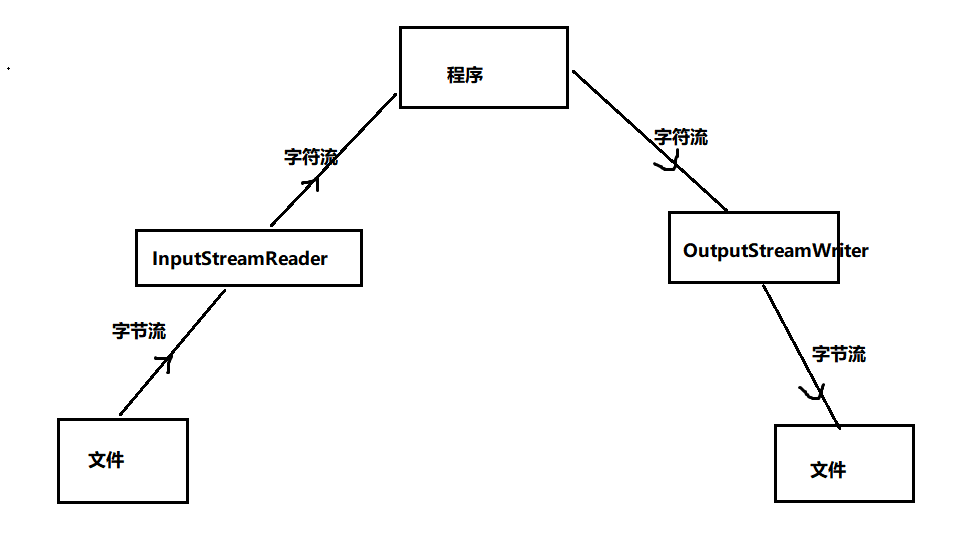 程序
字符流
字符流
InputStreamReader
OutputStreamWriter
字节流
字节流
文件
文件